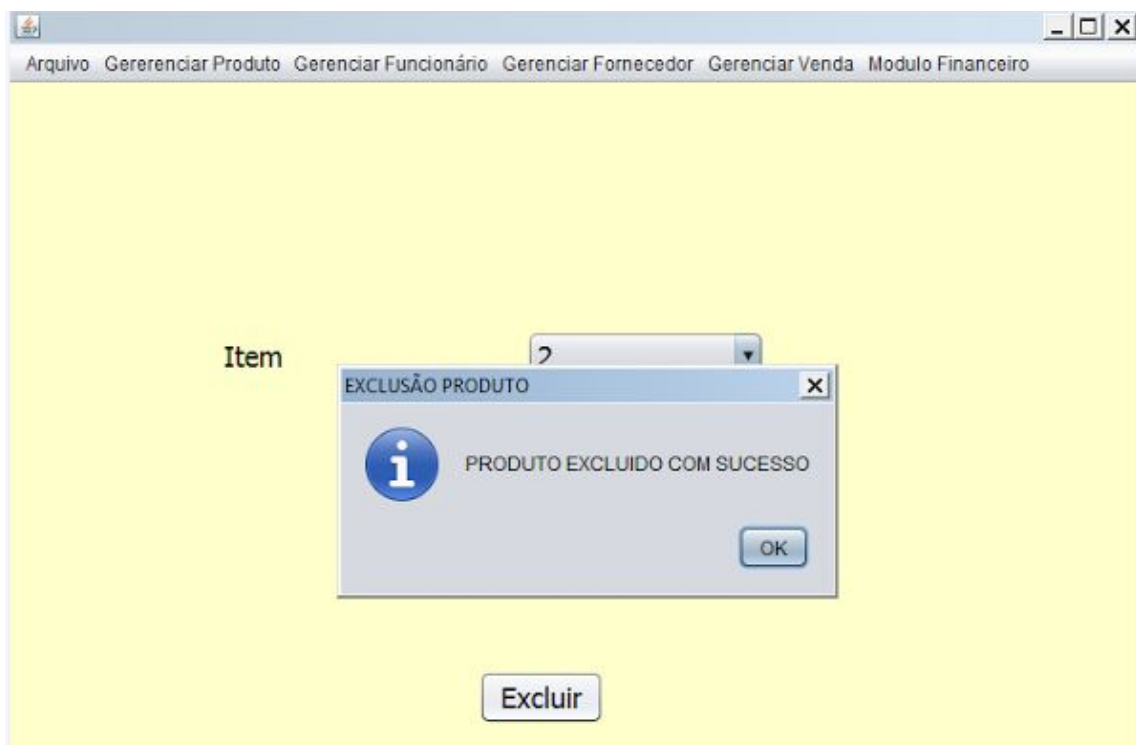 Arquivo Gererenciar Produto Gerenciar Funcionário Gerenciar Fornecedor Gerenciar Venda Modulo Financeiro
Item 2
EXCLUSÃO PRODUTO
PRODUTO EXCLUIDO COM SUCESSO
OK
Excluir